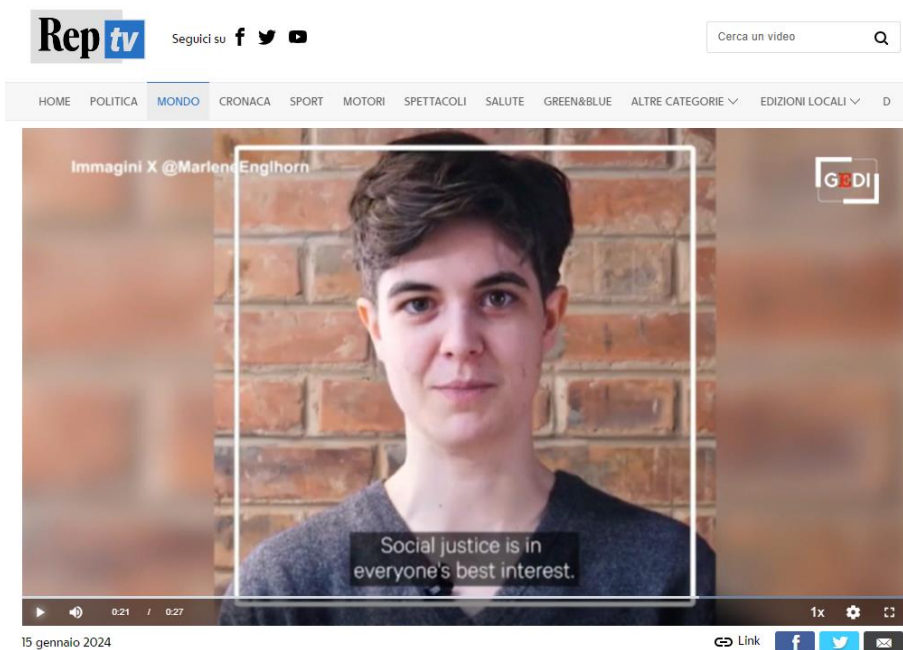 Rep tv
Seguici su
Cerca un video
HOME POLITICA MONDO CRONACA SPORT MOTORI SPETTACOLI SALUTE GREEN&BLUE ALTRE CATEGORIE EDIZIONI LOCALI D
Immagini X @MarleneEnglhorn
GEDI
Social justice is in
everyone's best interest.
0:21 / 0:27
1x
15 gennaio 2024
Link